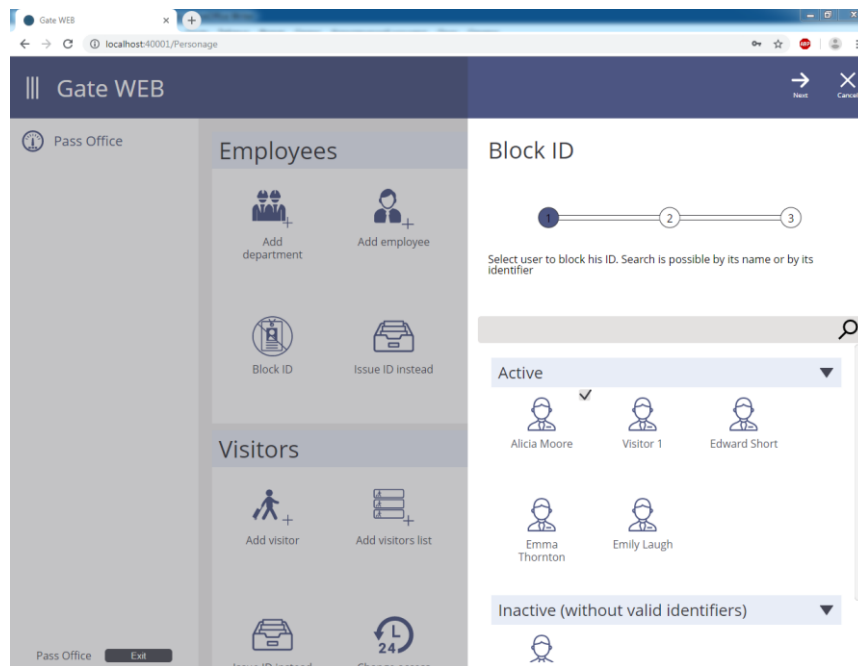 Gate WEB
localhost:40001/Personage
ABP
Gate WEB
Next
Cancel
Pass Office
Employees
Add department
Add employee
Block ID
Issue ID instead
Visitors
Add visitor
Add visitors list
24
Pass Office
Exit
Block ID
1
2
3
Select user to block his ID. Search is possible by its name or by its
identifier
Active
Alicia Moore
Visitor 1
Edward Short
Emma
Thornton
Emily Laugh
Inactive (without valid identifiers)